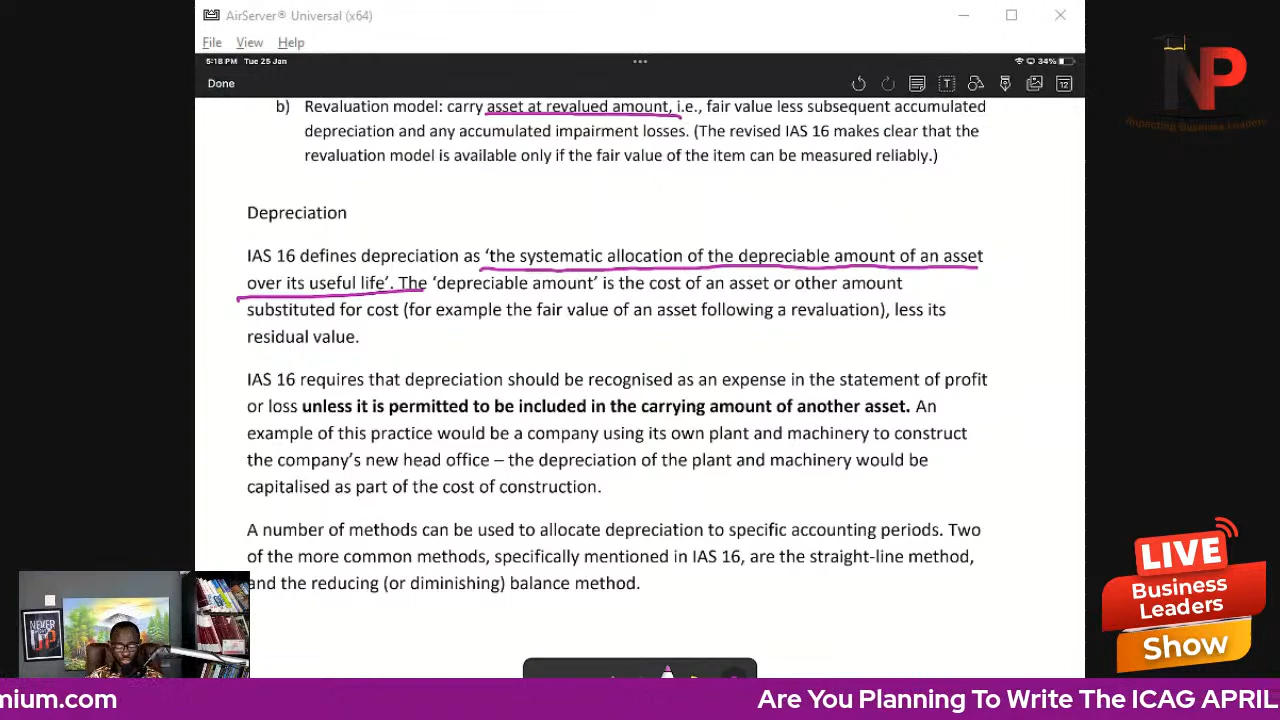 AirServer® Universal (x64)
File View Help
5:18 PM Tue 25 Jan
34%
Done
12
b) Revaluation model: carry asset at revalued amount, i.e., fair value less subsequent accumulated
depreciation and any accumulated impairment losses. (The revised IAS 16 makes clear that the
revaluation model is available only if the fair value of the item can be measured reliably.)
Depreciation
IAS 16 defines depreciation as ‘the systematic allocation of the depreciable amount of an asset
over its useful life’. The ‘depreciable amount’ is the cost of an asset or other amount
substituted for cost (for example the fair value of an asset following a revaluation), less its
residual value.
IAS 16 requires that depreciation should be recognised as an expense in the statement of profit
or loss unless it is permitted to be included in the carrying amount of another asset. An
example of this practice would be a company using its own plant and machinery to construct
the company’s new head office – the depreciation of the plant and machinery would be
capitalised as part of the cost of construction.
A number of methods can be used to allocate depreciation to specific accounting periods. Two
of the more common methods, specifically mentioned in IAS 16, are the straight-line method,
and the reducing (or diminishing) balance method.
NP
Impacting Business Leaders
LIVE
Business
Leaders
Show
NEVER
mium.com Are You Planning To Write The ICAG APRIL